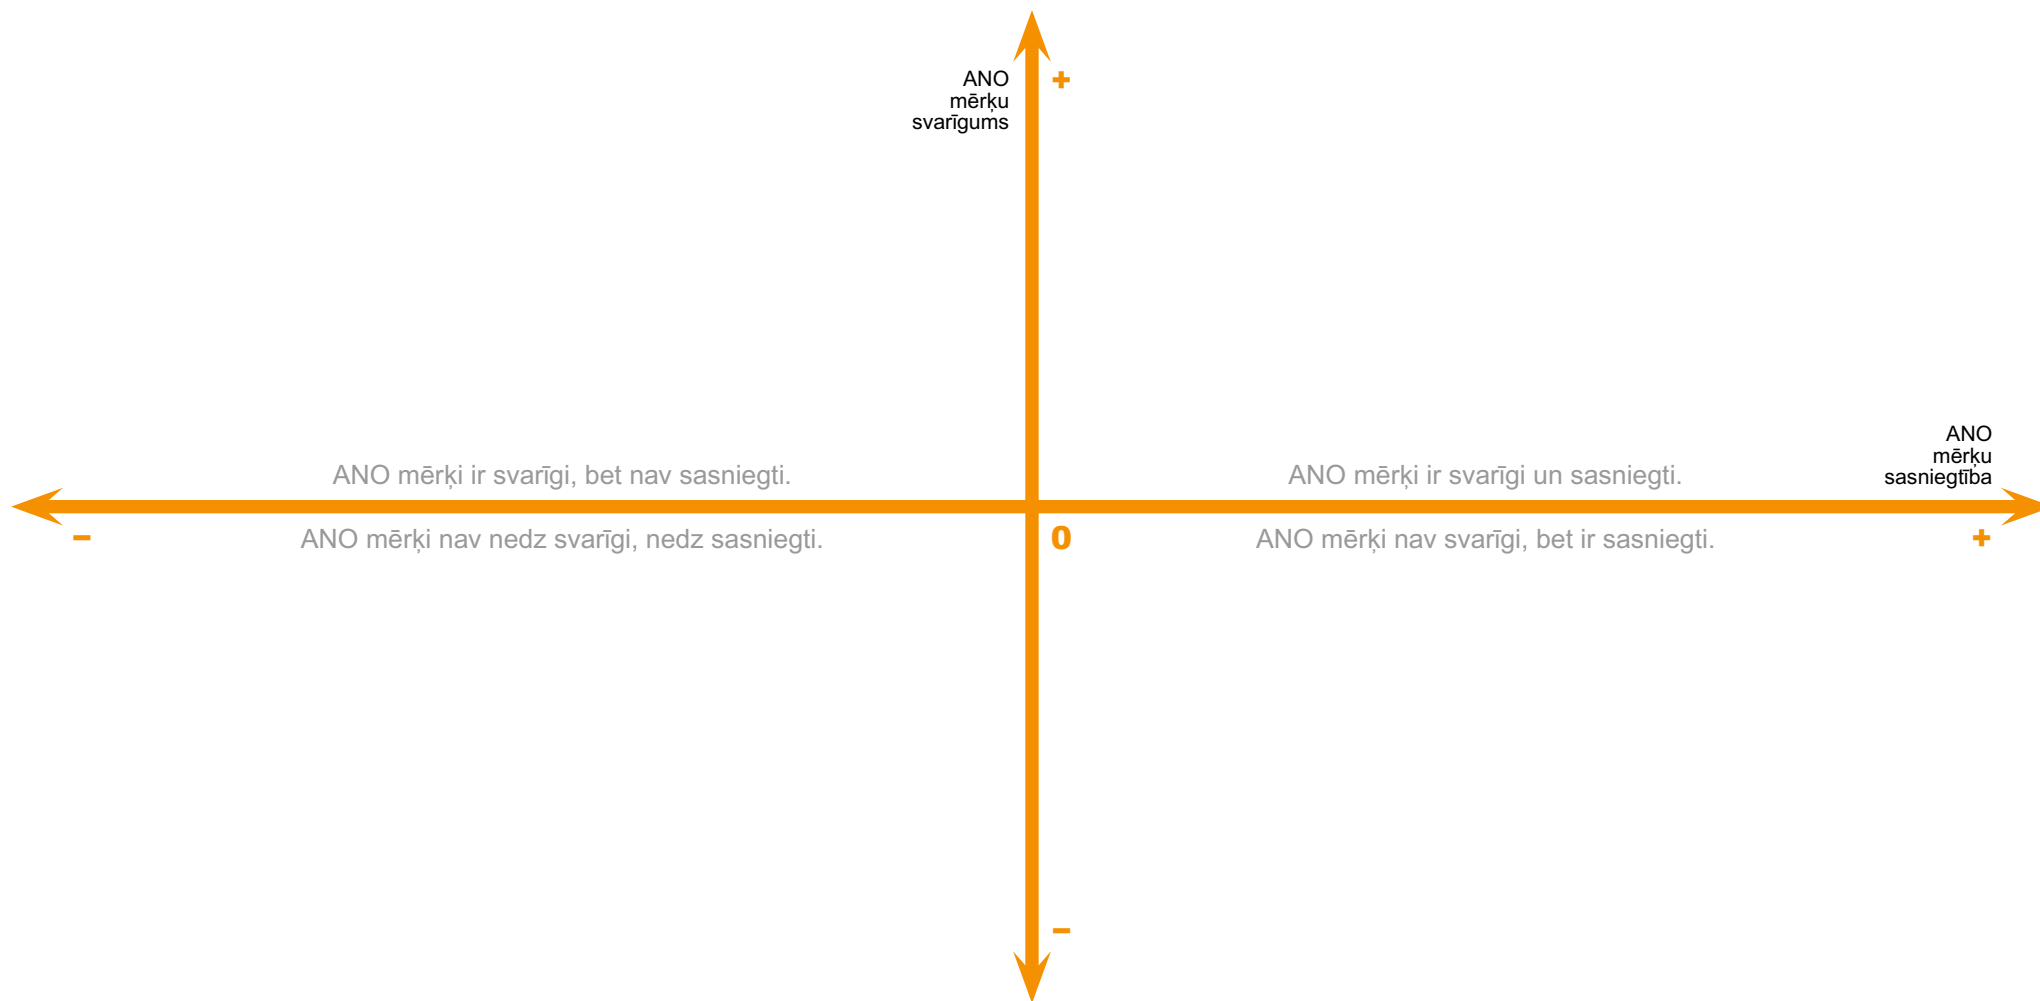 ANO
mērķu
svarīgums
+
ANO
mērķu
sasniegtība
ANO mērķi ir svarīgi, bet nav sasniegti.
ANO mērķi ir svarīgi un sasniegti.
–
ANO mērķi nav nedz svarīgi, nedz sasniegti.
0
ANO mērķi nav svarīgi, bet ir sasniegti.
+
–